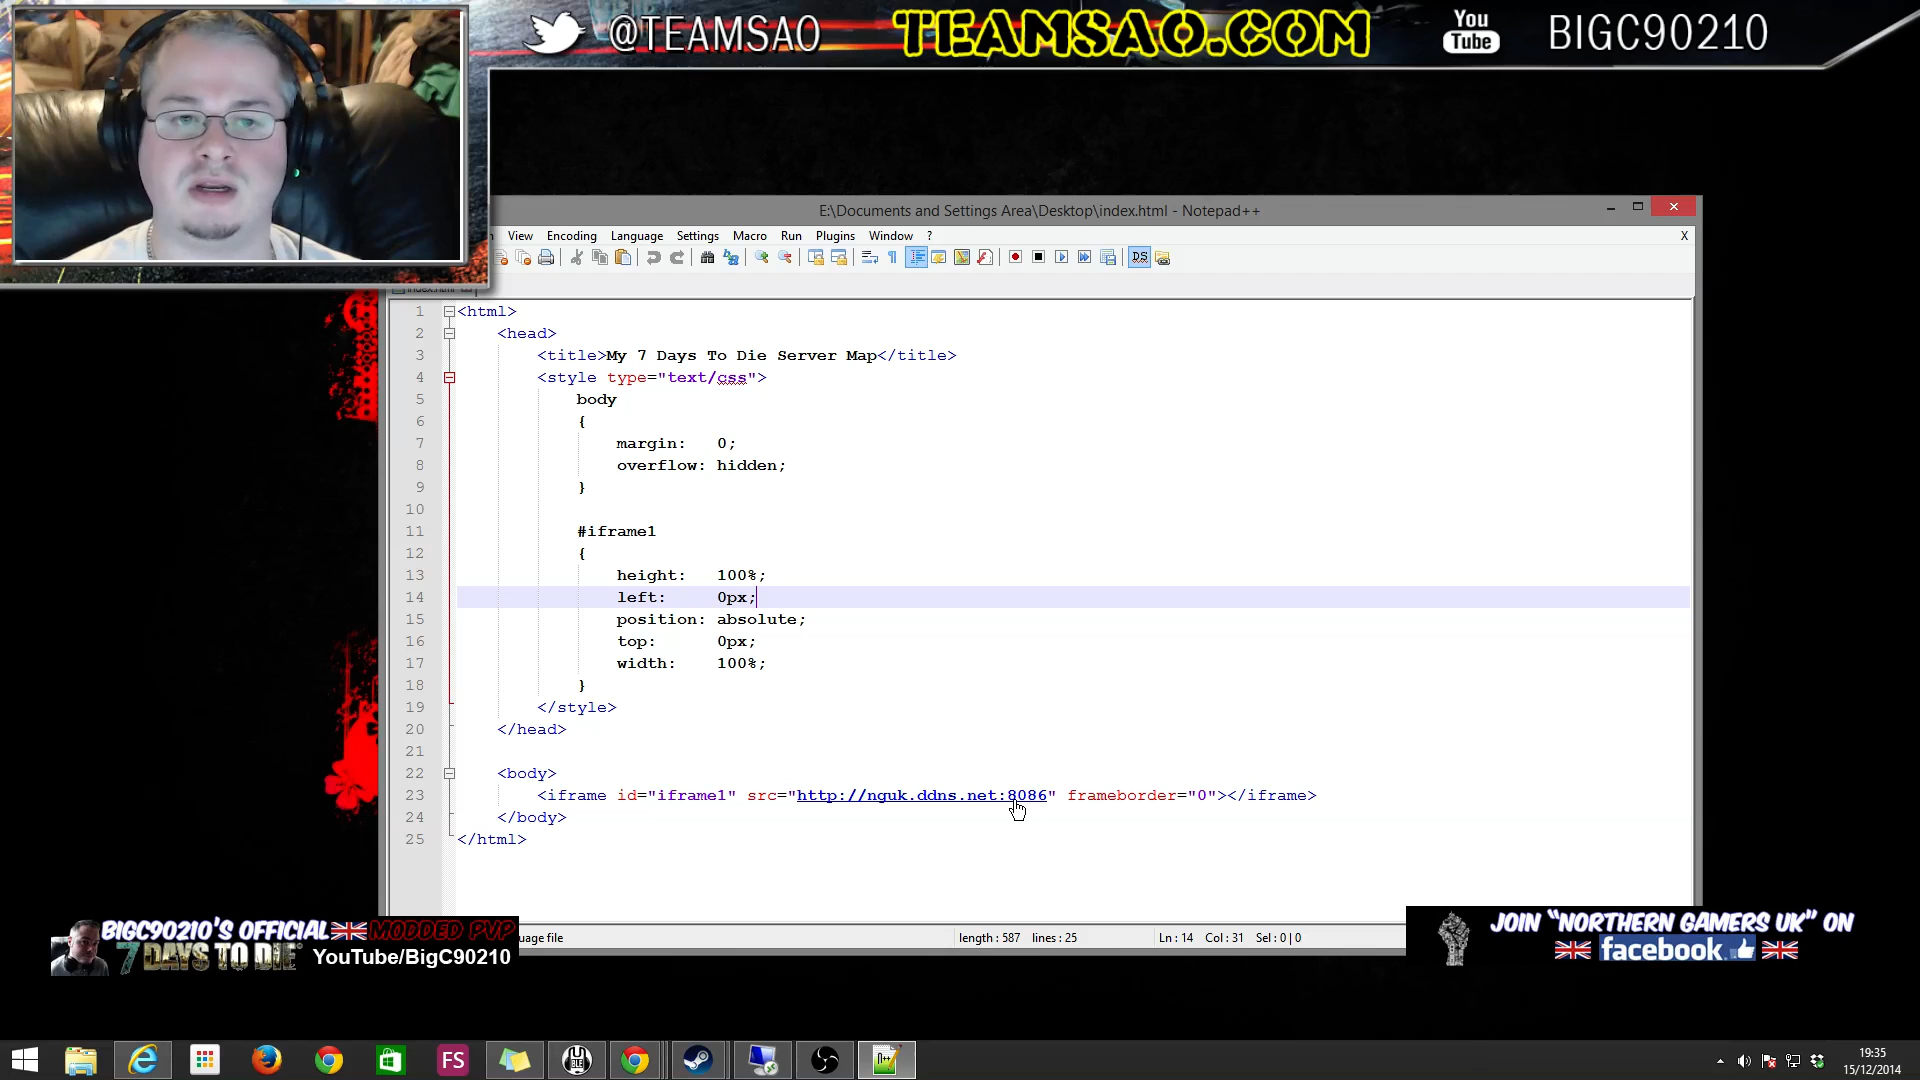 @TEAMSAO
TEAMSAO.COM
You
Tube
BIGC90210
E:\Documents and Settings Area\Desktop\index.html - Notepad++
View Encoding Language Settings Macro Run Plugins Window ?
X
DS
index.html
1 <html>
2 <head>
3 <title>My 7 Days To Die Server Map</title>
4 <style type="text/css">
5 body
6 {
7 margin: 0;
8 overflow: hidden;
9 }
10
11 #iframe1
12 {
13 height: 100%;
14 left: 0px;
15 position: absolute;
16 top: 0px;
17 width: 100%;
18 }
19 </style>
20 </head>
21
22 <body>
23 <iframe id="iframe1" src="http://nguk.ddns.net:8086" frameborder="0"></iframe>
24 </body>
25 </html>
uage file
length : 587 lines : 25
Ln : 14 Col : 31 Sel : 0 | 0
BIGC90210'S OFFICIAL MODDED PVP
7 DAYS TO DIE YouTube/BigC90210
JOIN "NORTHERN GAMERS UK" ON
facebook
FS
19:35
15/12/2014